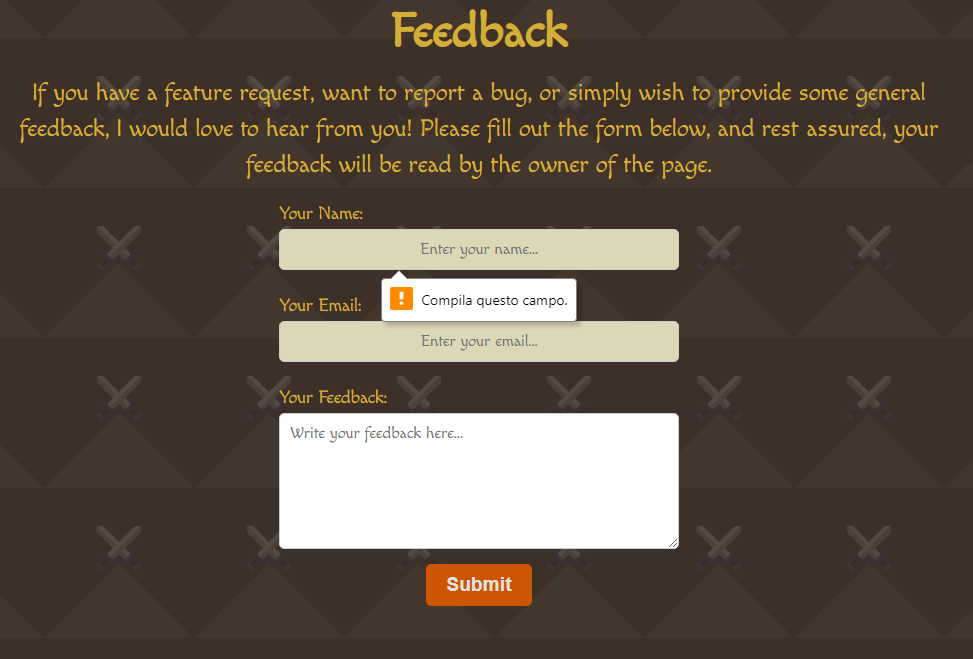 Feedback
If you have a feature request, want to report a bug, or simply wish to provide some general
feedback, I would love to hear from you! Please fill out the form below, and rest assured, your
feedback will be read by the owner of the page.
Your Name:
Enter your name...
Compila questo campo.
Your Email:
Enter your email...
Your Feedback:
Write your feedback here...
Submit